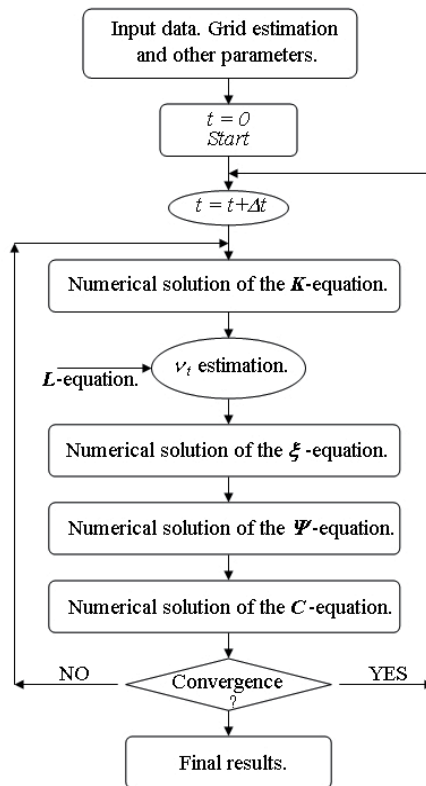 Input data. Grid estimation
and other parameters.
t = 0
Start
t = t+Δt
Numerical solution of the K-equation.
ν_t estimation.
L-equation.
Numerical solution of the ξ -equation.
Numerical solution of the Ψ-equation.
Numerical solution of the C-equation.
NO
Convergence
?
YES
Final results.